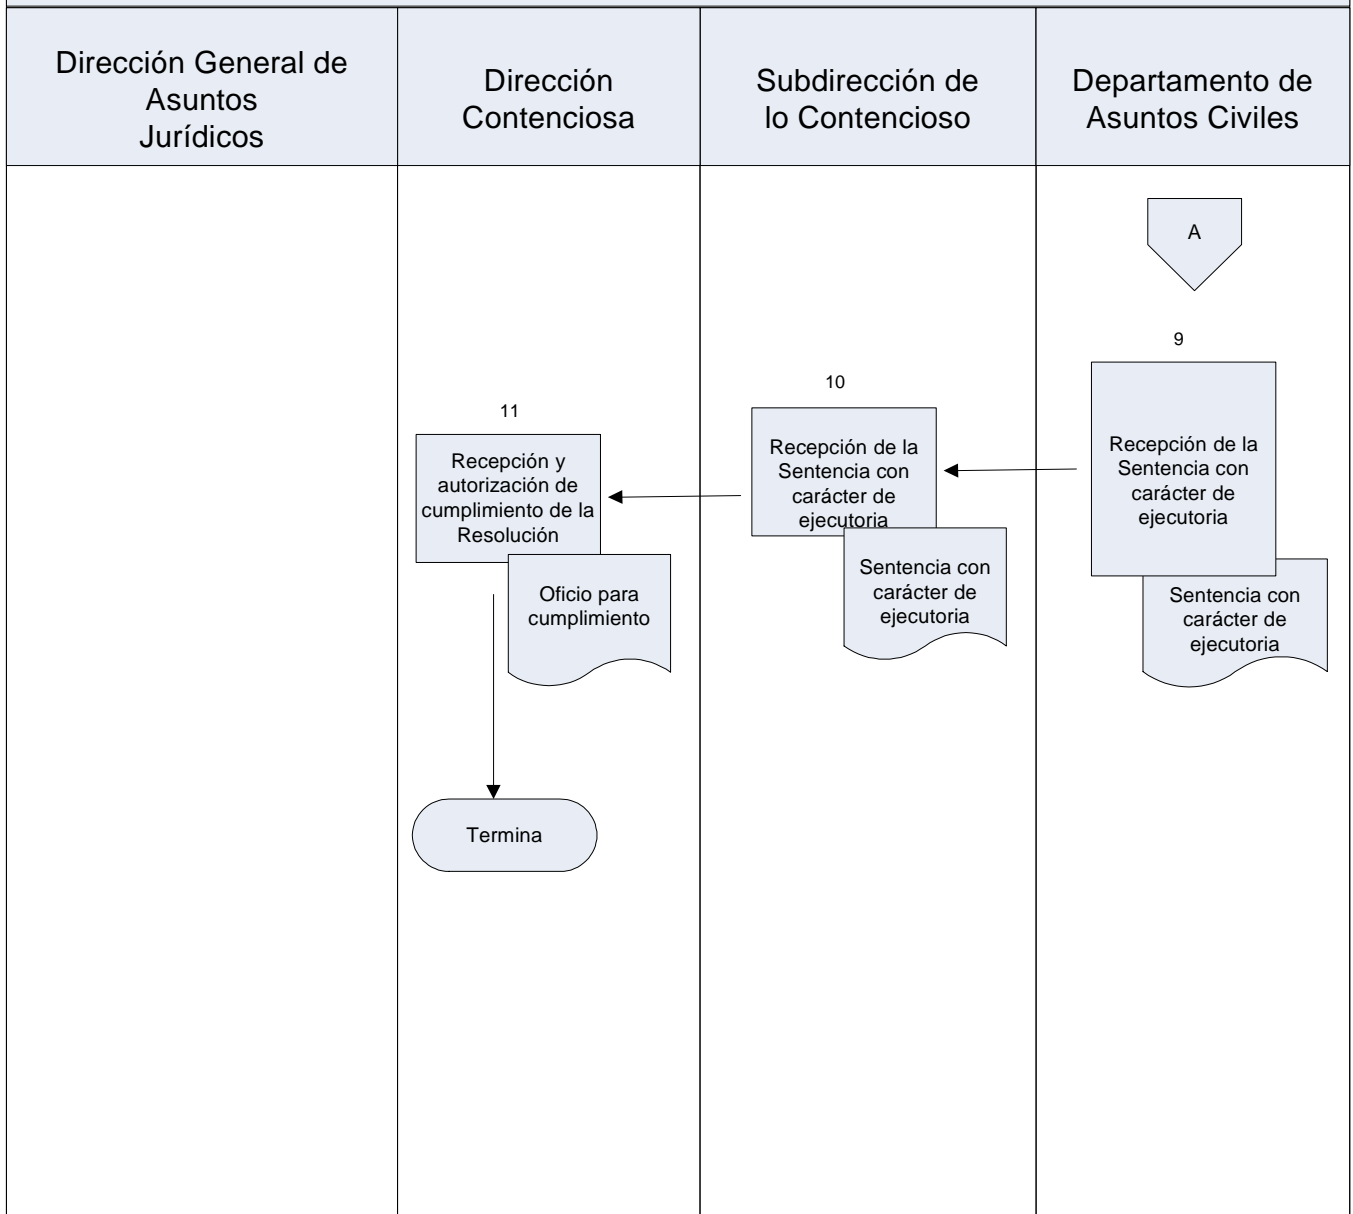 Dirección General de
Asuntos
Jurídicos
Dirección
Contenciosa
Subdirección de
lo Contencioso
Departamento de
Asuntos Civiles
A
9
Recepción de la
Sentencia con
carácter de
ejecutoria
Sentencia con
carácter de
ejecutoria
10
Recepción de la
Sentencia con
carácter de
ejecutoria
Sentencia con
carácter de
ejecutoria
11
Recepción y
autorización de
cumplimiento de la
Resolución
Oficio para
cumplimiento
Termina